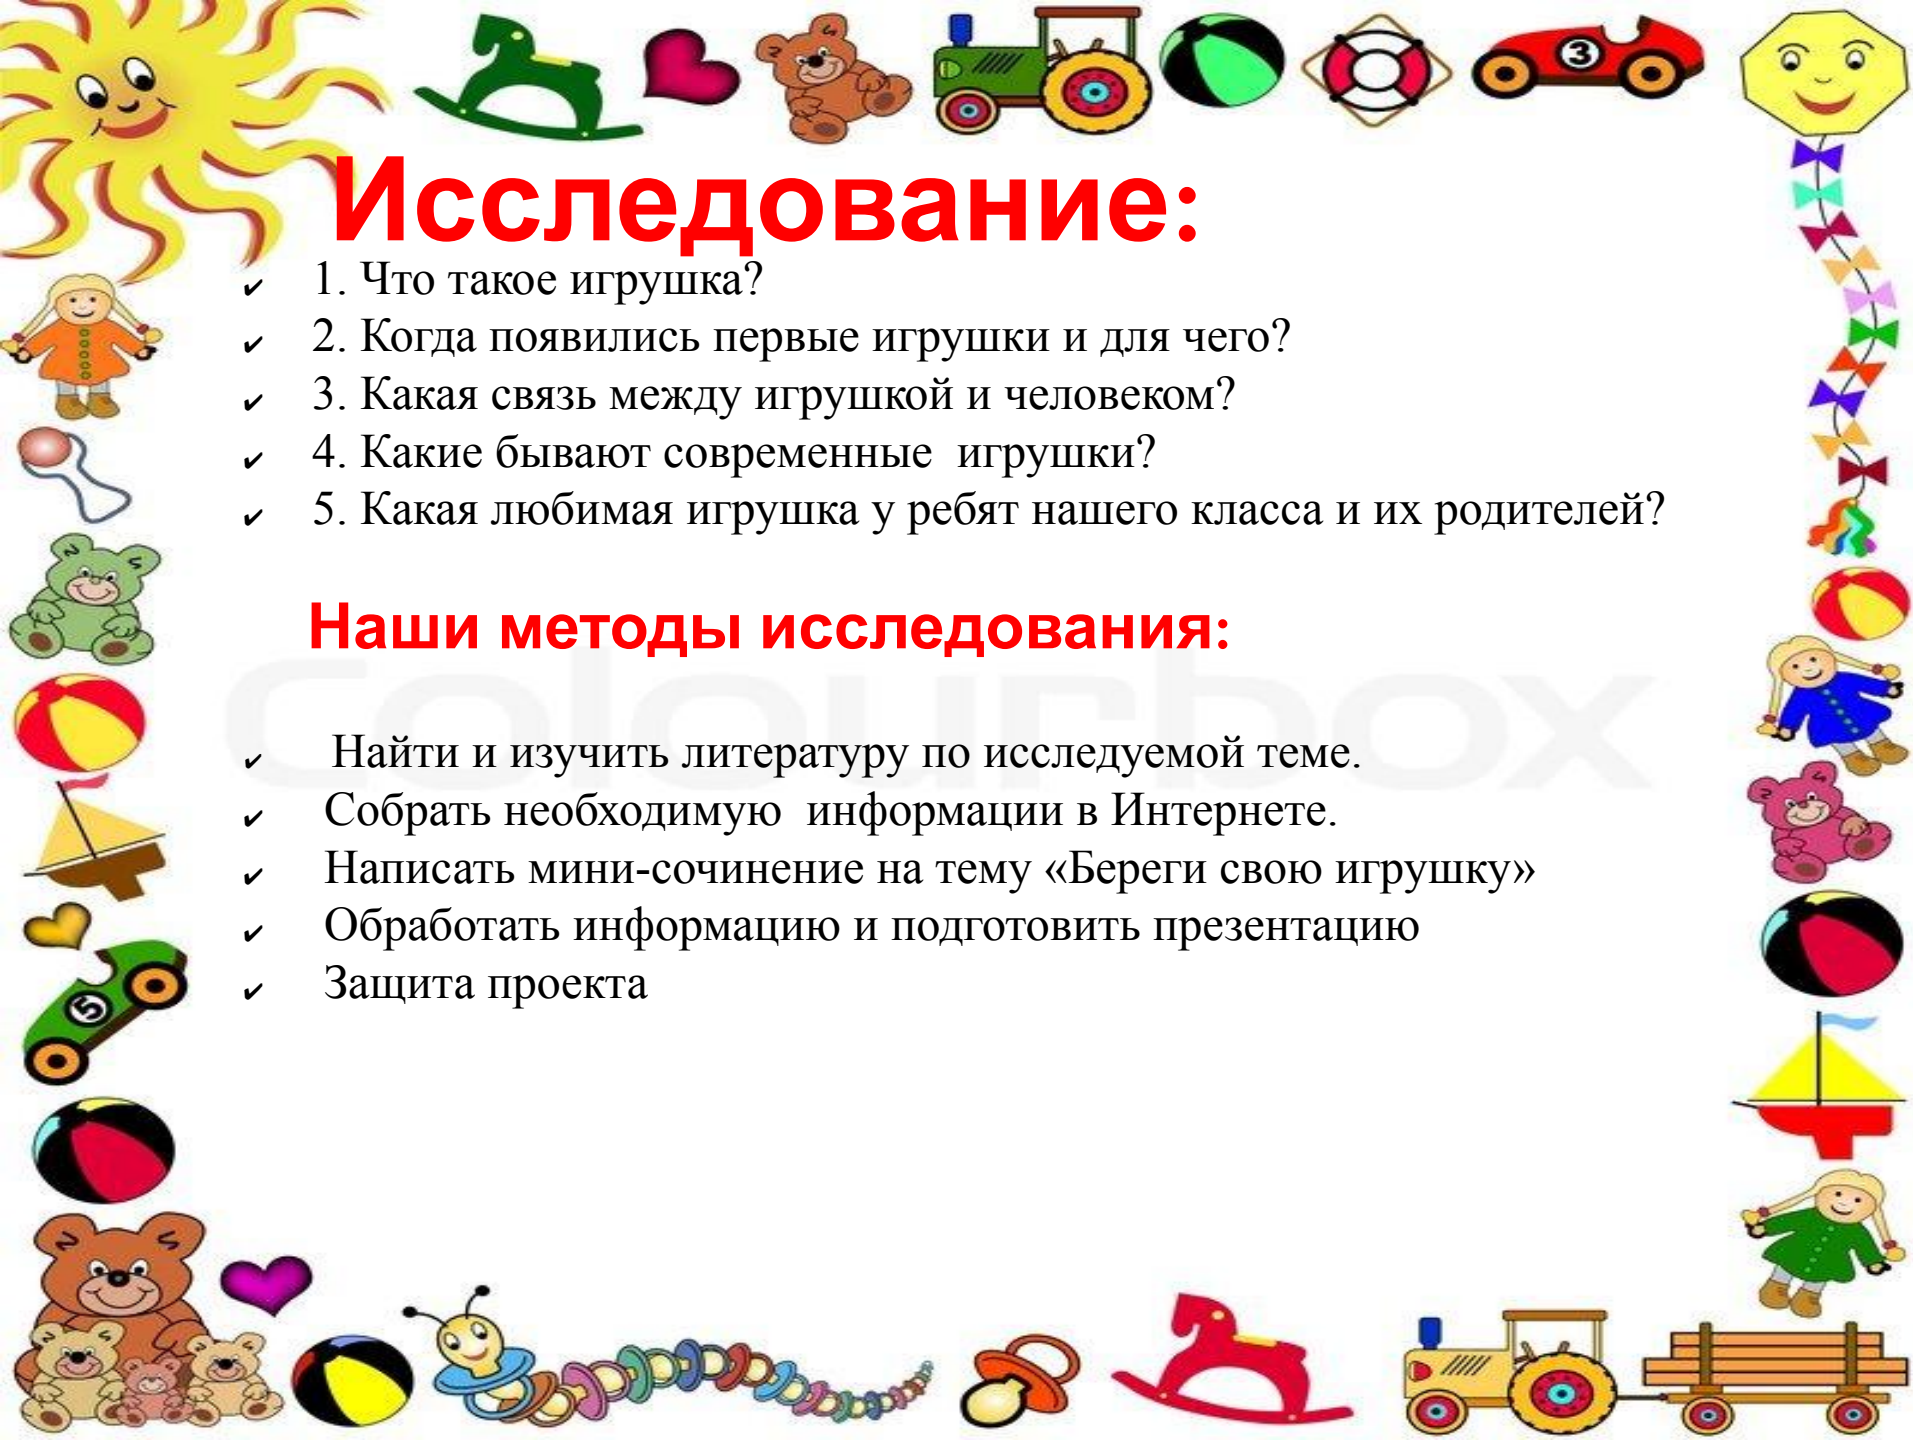 3
Исследование:
✔ 1. Что такое игрушка?
✔ 2. Когда появились первые игрушки и для чего?
✔ 3. Какая связь между игрушкой и человеком?
✔ 4. Какие бывают современные  игрушки?
✔ 5. Какая любимая игрушка у ребят нашего класса и их родителей?
Наши методы исследования:
colourbox
✔ Найти и изучить литературу по исследуемой теме.
✔ Собрать необходимую  информации в Интернете.
✔ Написать мини-сочинение на тему «Береги свою игрушку»
✔ Обработать информацию и подготовить презентацию
✔ Защита проекта
5